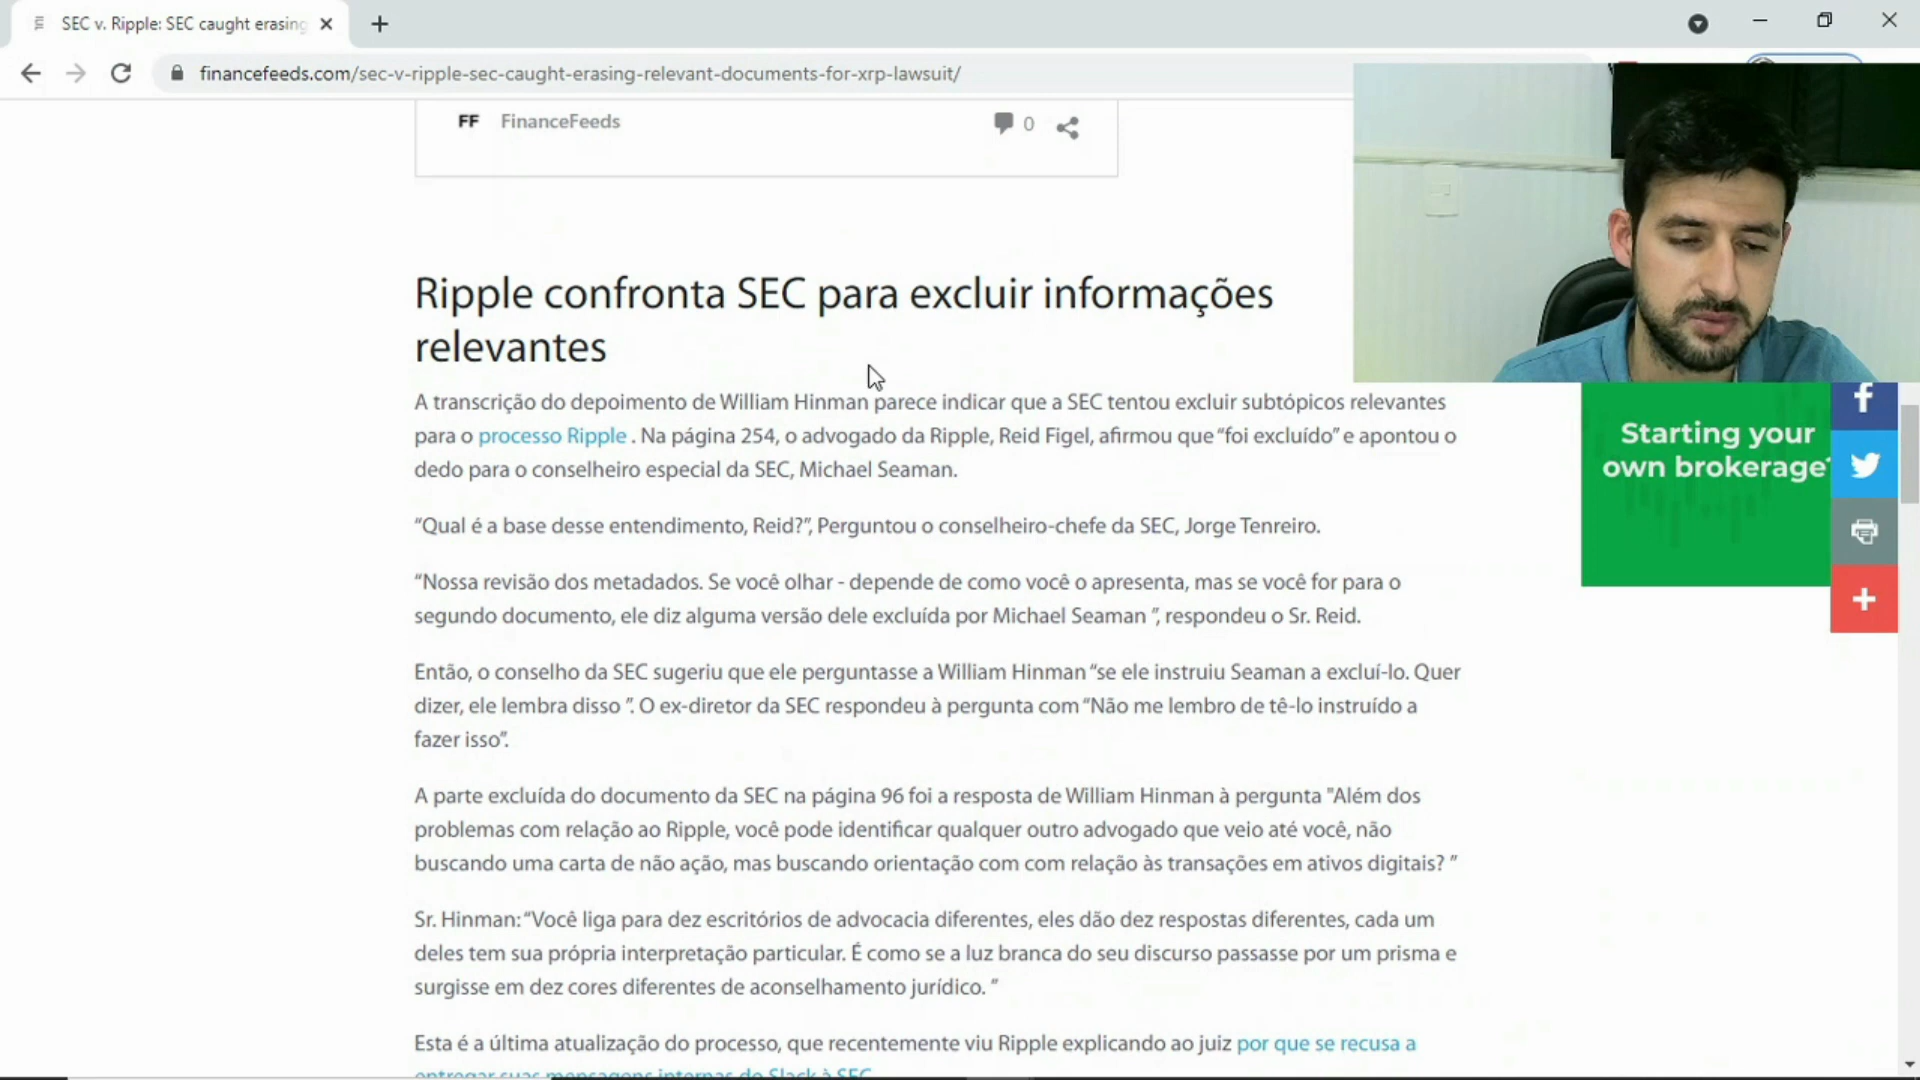 SEC v. Ripple: SEC caught erasing
financefeeds.com/sec-v-ripple-sec-caught-erasing-relevant-documents-for-xrp-lawsuit/
FF FinanceFeeds 0
Ripple confronta SEC para excluir informações
relevantes
A transcrição do depoimento de William Hinman parece indicar que a SEC tentou excluir subtópicos relevantes
para o processo Ripple . Na página 254, o advogado da Ripple, Reid Figel, afirmou que “foi excluído” e apontou o
dedo para o conselheiro especial da SEC, Michael Seaman.
“Qual é a base desse entendimento, Reid?”, Perguntou o conselheiro-chefe da SEC, Jorge Tenreiro.
“Nossa revisão dos metadados. Se você olhar - depende de como você o apresenta, mas se você for para o
segundo documento, ele diz alguma versão dele excluída por Michael Seaman ”, respondeu o Sr. Reid.
Então, o conselho da SEC sugeriu que ele perguntasse a William Hinman “se ele instruiu Seaman a excluí-lo. Quer
dizer, ele lembra disso ”. O ex-diretor da SEC respondeu à pergunta com “Não me lembro de tê-lo instruído a
fazer isso”.
A parte excluída do documento da SEC na página 96 foi a resposta de William Hinman à pergunta "Além dos
problemas com relação ao Ripple, você pode identificar qualquer outro advogado que veio até você, não
buscando uma carta de não ação, mas buscando orientação com com relação às transações em ativos digitais? ”
Sr. Hinman: “Você liga para dez escritórios de advocacia diferentes, eles dão dez respostas diferentes, cada um
deles tem sua própria interpretação particular. É como se a luz branca do seu discurso passasse por um prisma e
surgisse em dez cores diferentes de aconselhamento jurídico. ”
Esta é a última atualização do processo, que recentemente viu Ripple explicando ao juiz por que se recusa a
entregar suas mensagens internas do Slack à SEC
Starting your
own brokerage?